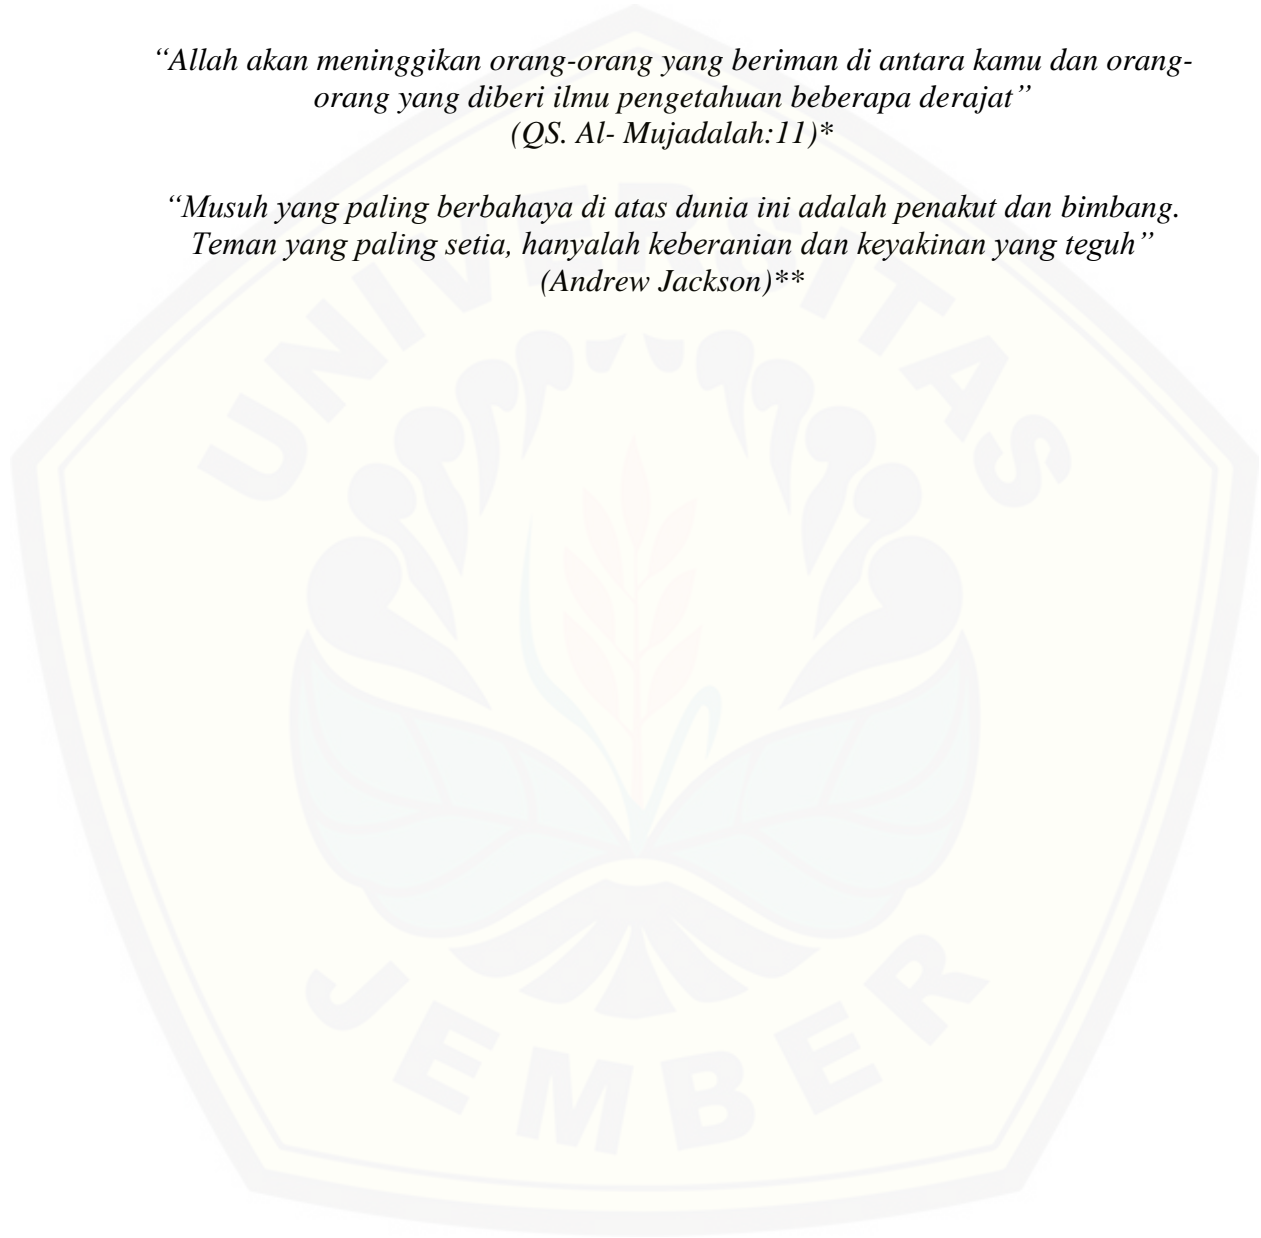 “Allah akan meninggikan orang-orang yang beriman di antara kamu dan orang-
orang yang diberi ilmu pengetahuan beberapa derajat”
(QS. Al- Mujadalah:11)*
“Musuh yang paling berbahaya di atas dunia ini adalah penakut dan bimbang.
Teman yang paling setia, hanyalah keberanian dan keyakinan yang teguh”
(Andrew Jackson)**
UNIVERSITAS
JEMBER